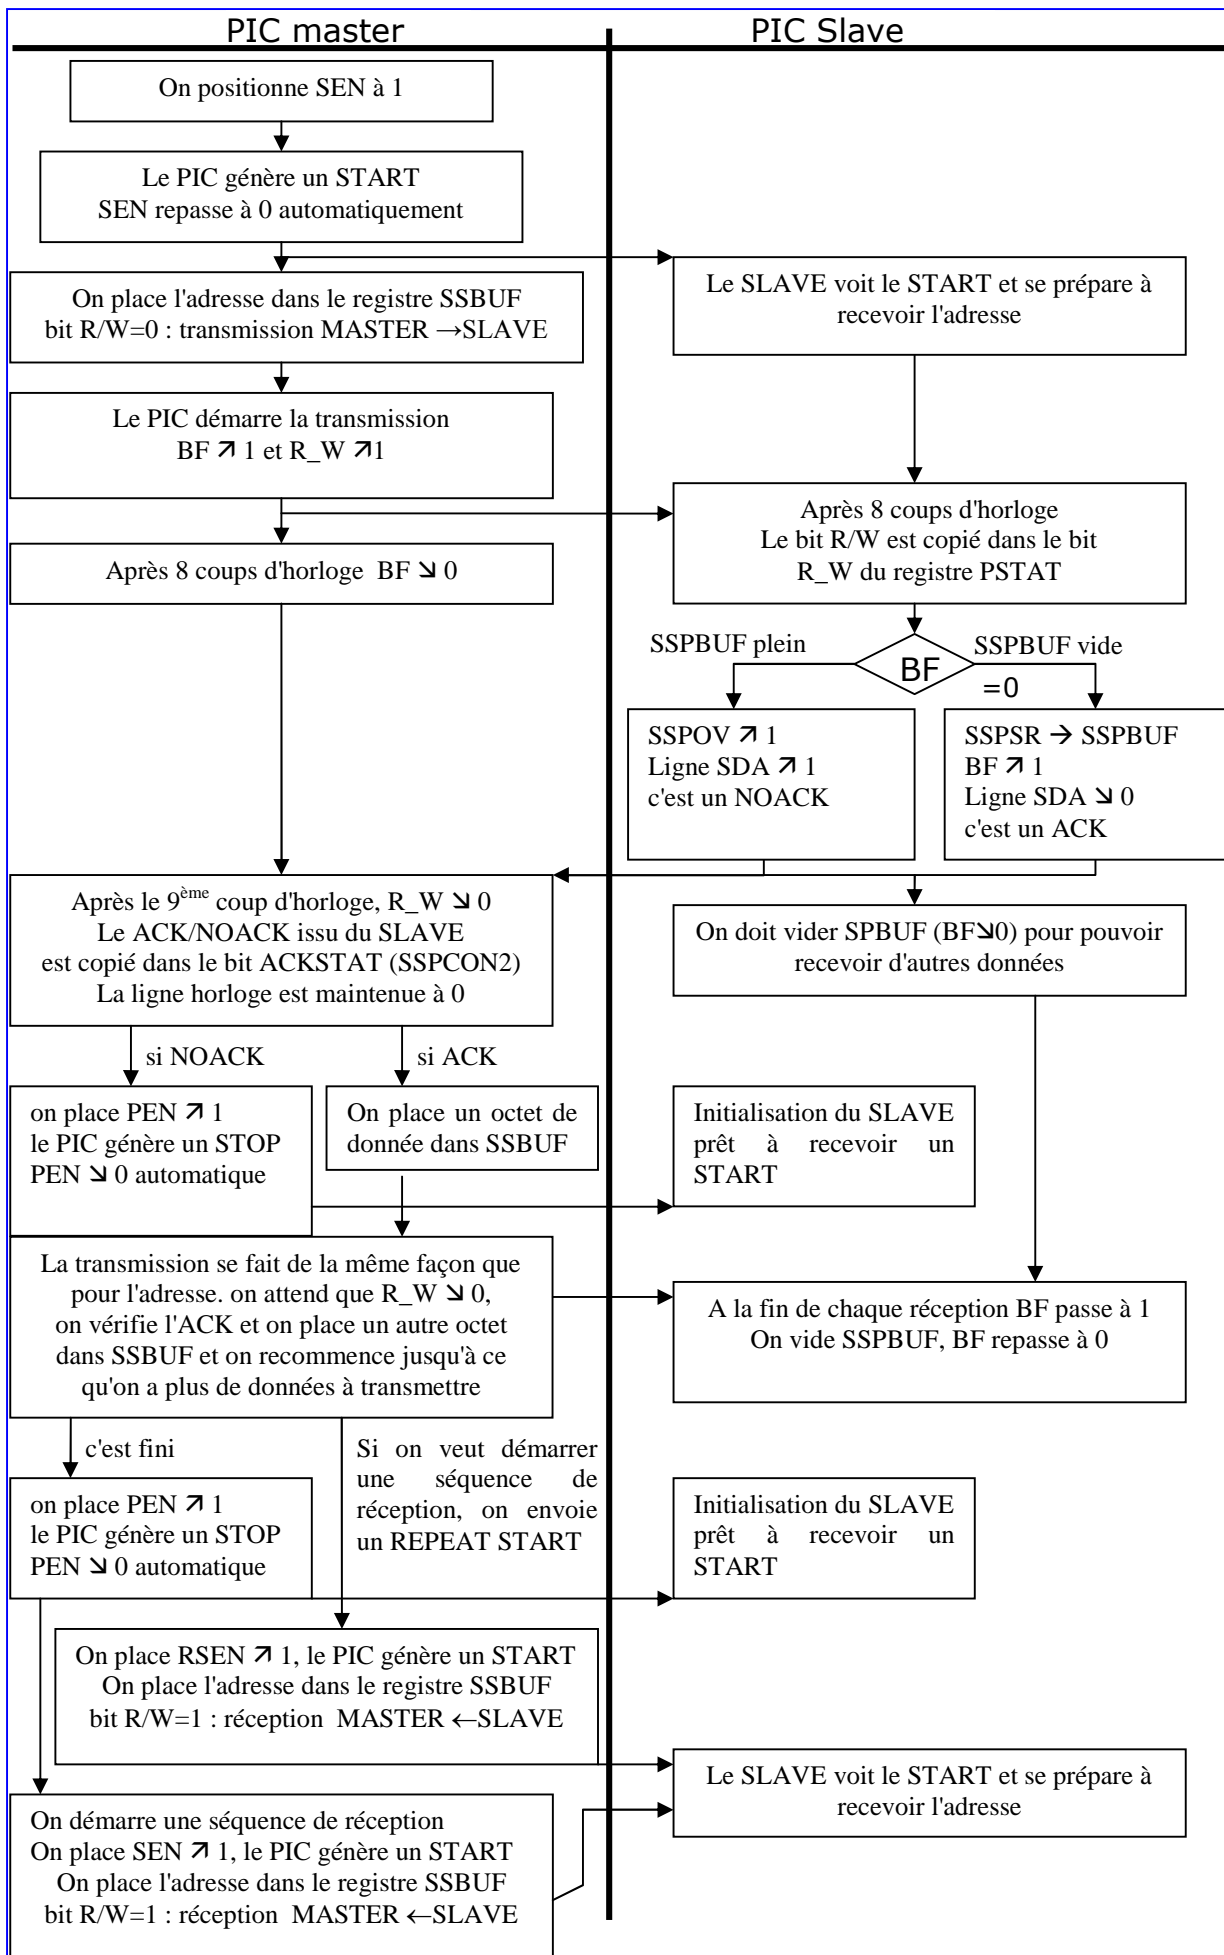 PIC master
PIC Slave
On positionne SEN à 1
Le PIC génère un START
SEN repasse à 0 automatiquement
On place l'adresse dans le registre SSBUF
bit R/W=0 : transmission MASTER →SLAVE
Le SLAVE voit le START et se prépare à
recevoir l'adresse
Le PIC démarre la transmission
BF ↗ 1 et R_W ↗1
Après 8 coups d'horloge
Le bit R/W est copié dans le bit
R_W du registre PSTAT
Après 8 coups d'horloge BF ↘ 0
SSPBUF plein
BF
SSPBUF vide
=0
SSPOV ↗ 1
Ligne SDA ↗ 1
c'est un NOACK
SSPSR → SSPBUF
BF ↗ 1
Ligne SDA ↘ 0
c'est un ACK
Après le 9ème coup d'horloge, R_W ↘ 0
Le ACK/NOACK issu du SLAVE
est copié dans le bit ACKSTAT (SSPCON2)
La ligne horloge est maintenue à 0
On doit vider SPBUF (BF↘0) pour pouvoir
recevoir d'autres données
si NOACK
si ACK
on place PEN ↗ 1
le PIC génère un STOP
PEN ↘ 0 automatique
On place un octet de
donnée dans SSBUF
Initialisation du SLAVE
prêt à recevoir un
START
La transmission se fait de la même façon que
pour l'adresse. on attend que R_W ↘ 0,
on vérifie l'ACK et on place un autre octet
dans SSBUF et on recommence jusqu'à ce
qu'on a plus de données à transmettre
A la fin de chaque réception BF passe à 1
On vide SSPBUF, BF repasse à 0
c'est fini
Si on veut démarrer
une séquence de
réception, on envoie
un REPEAT START
on place PEN ↗ 1
le PIC génère un STOP
PEN ↘ 0 automatique
Initialisation du SLAVE
prêt à recevoir un
START
On place RSEN ↗ 1, le PIC génère un START
On place l'adresse dans le registre SSBUF
bit R/W=1 : réception MASTER ←SLAVE
Le SLAVE voit le START et se prépare à
recevoir l'adresse
On démarre une séquence de réception
On place SEN ↗ 1, le PIC génère un START
On place l'adresse dans le registre SSBUF
bit R/W=1 : réception MASTER ←SLAVE